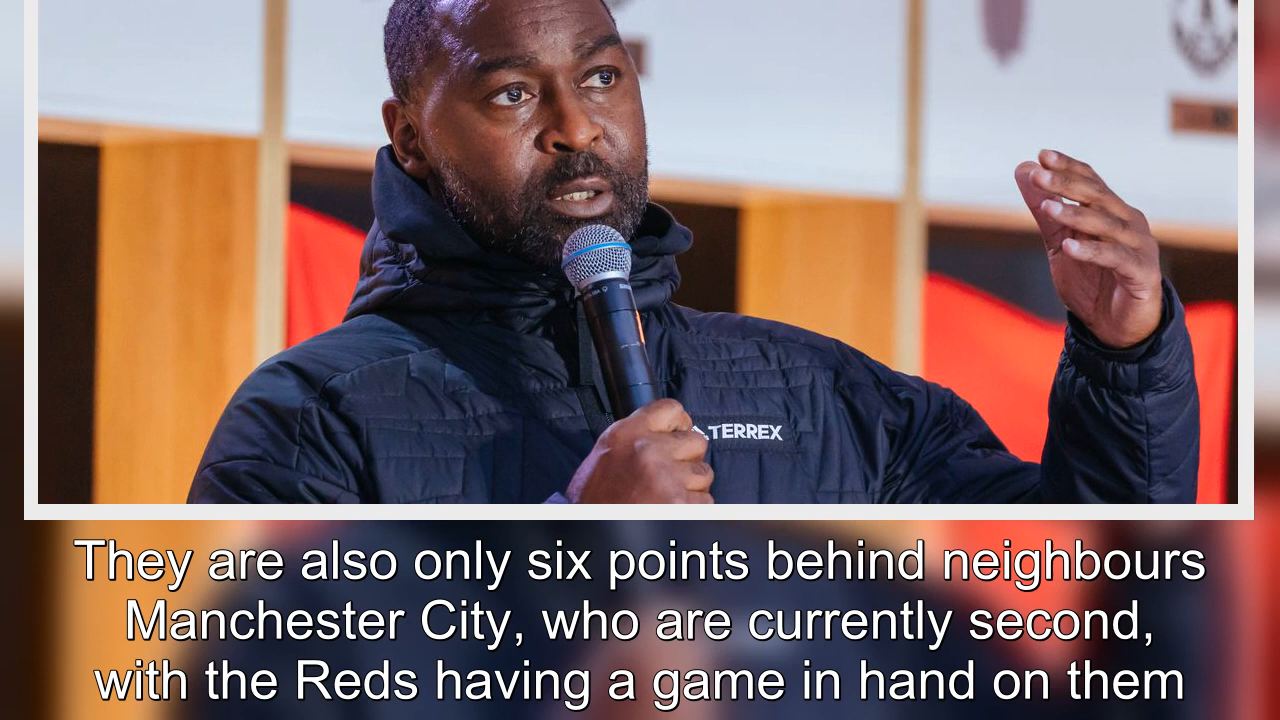 TERREX
They are also only six points behind neighbours
Manchester City, who are currently second,
with the Reds having a game in hand on them